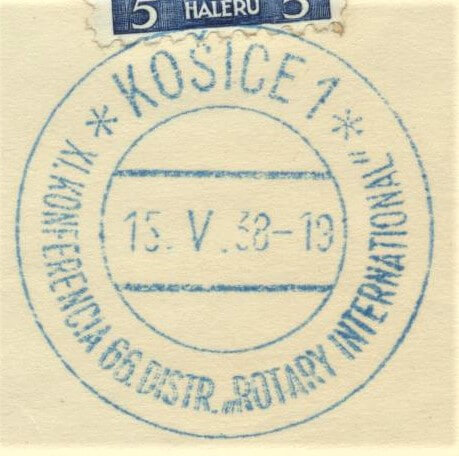 5 HALERU 5
* KOŠICE 1 *
15. V .38-19
XI. KONFERENCIA 66. DISTR. „ROTARY INTERNATIONAL"